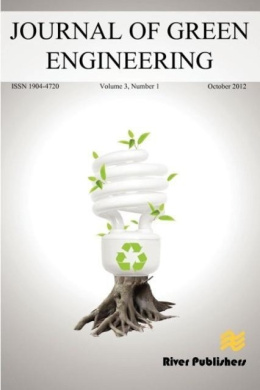 JOURNAL OF GREEN
ENGINEERING
ISSN 1904-4720 Volume 3, Number 1 October 2012
River Publishers